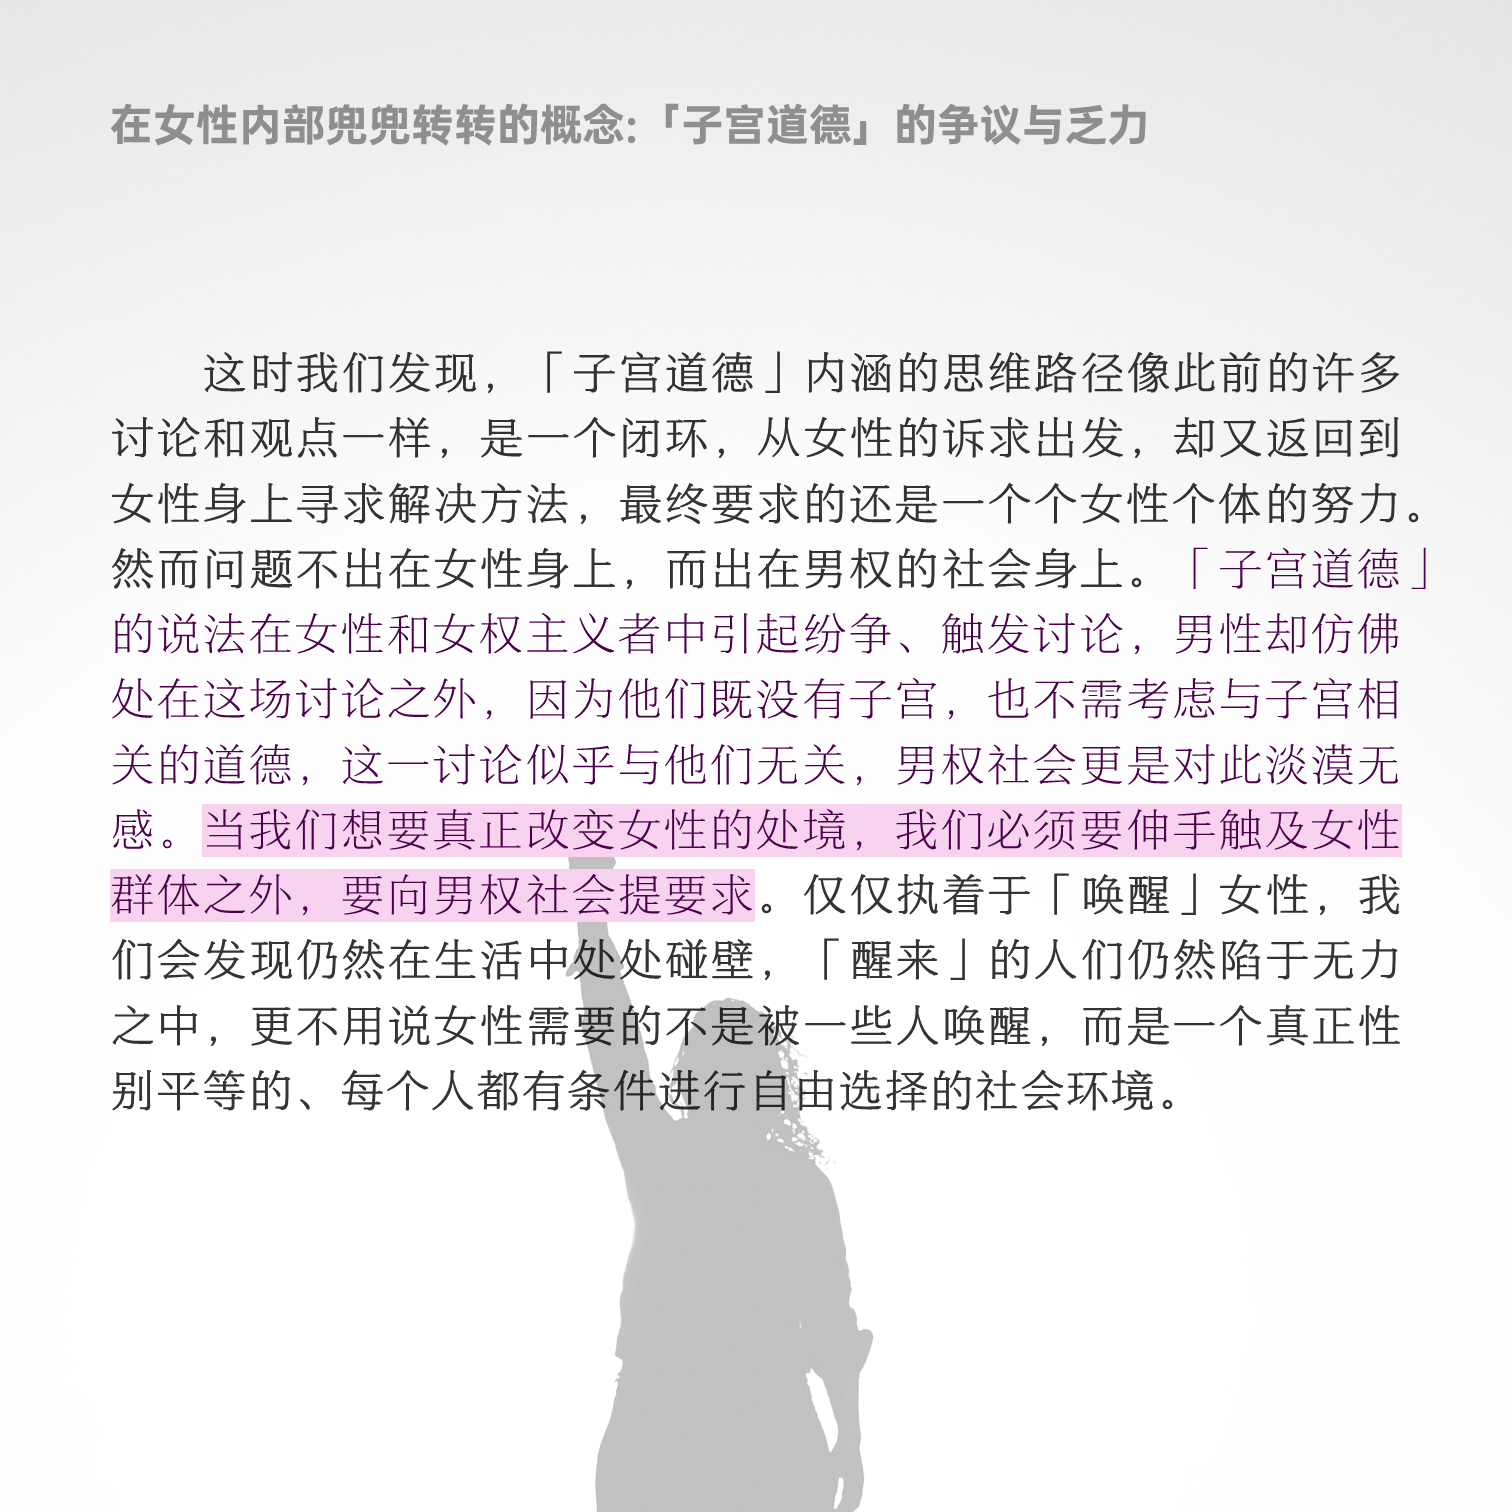 在女性内部兜兜转转的概念:「子宫道德」的争议与乏力
这时我们发现，「子宫道德」内涵的思维路径像此前的许多
讨论和观点一样，是一个闭环，从女性的诉求出发，却又返回到
女性身上寻求解决方法，最终要求的还是一个个女性个体的努力。
然而问题不出在女性身上，而出在男权的社会身上。「子宫道德」
的说法在女性和女权主义者中引起纷争、触发讨论，男性却仿佛
处在这场讨论之外，因为他们既没有子宫，也不需考虑与子宫相
关的道德，这一讨论似乎与他们无关，男权社会更是对此淡漠无
感。当我们想要真正改变女性的处境，我们必须要伸手触及女性
群体之外，要向男权社会提要求。仅仅执着于「唤醒」女性，我
们会发现仍然在生活中处处碰壁，「醒来」的人们仍然陷于无力
之中，更不用说女性需要的不是被一些人唤醒，而是一个真正性
别平等的、每个人都有条件进行自由选择的社会环境。